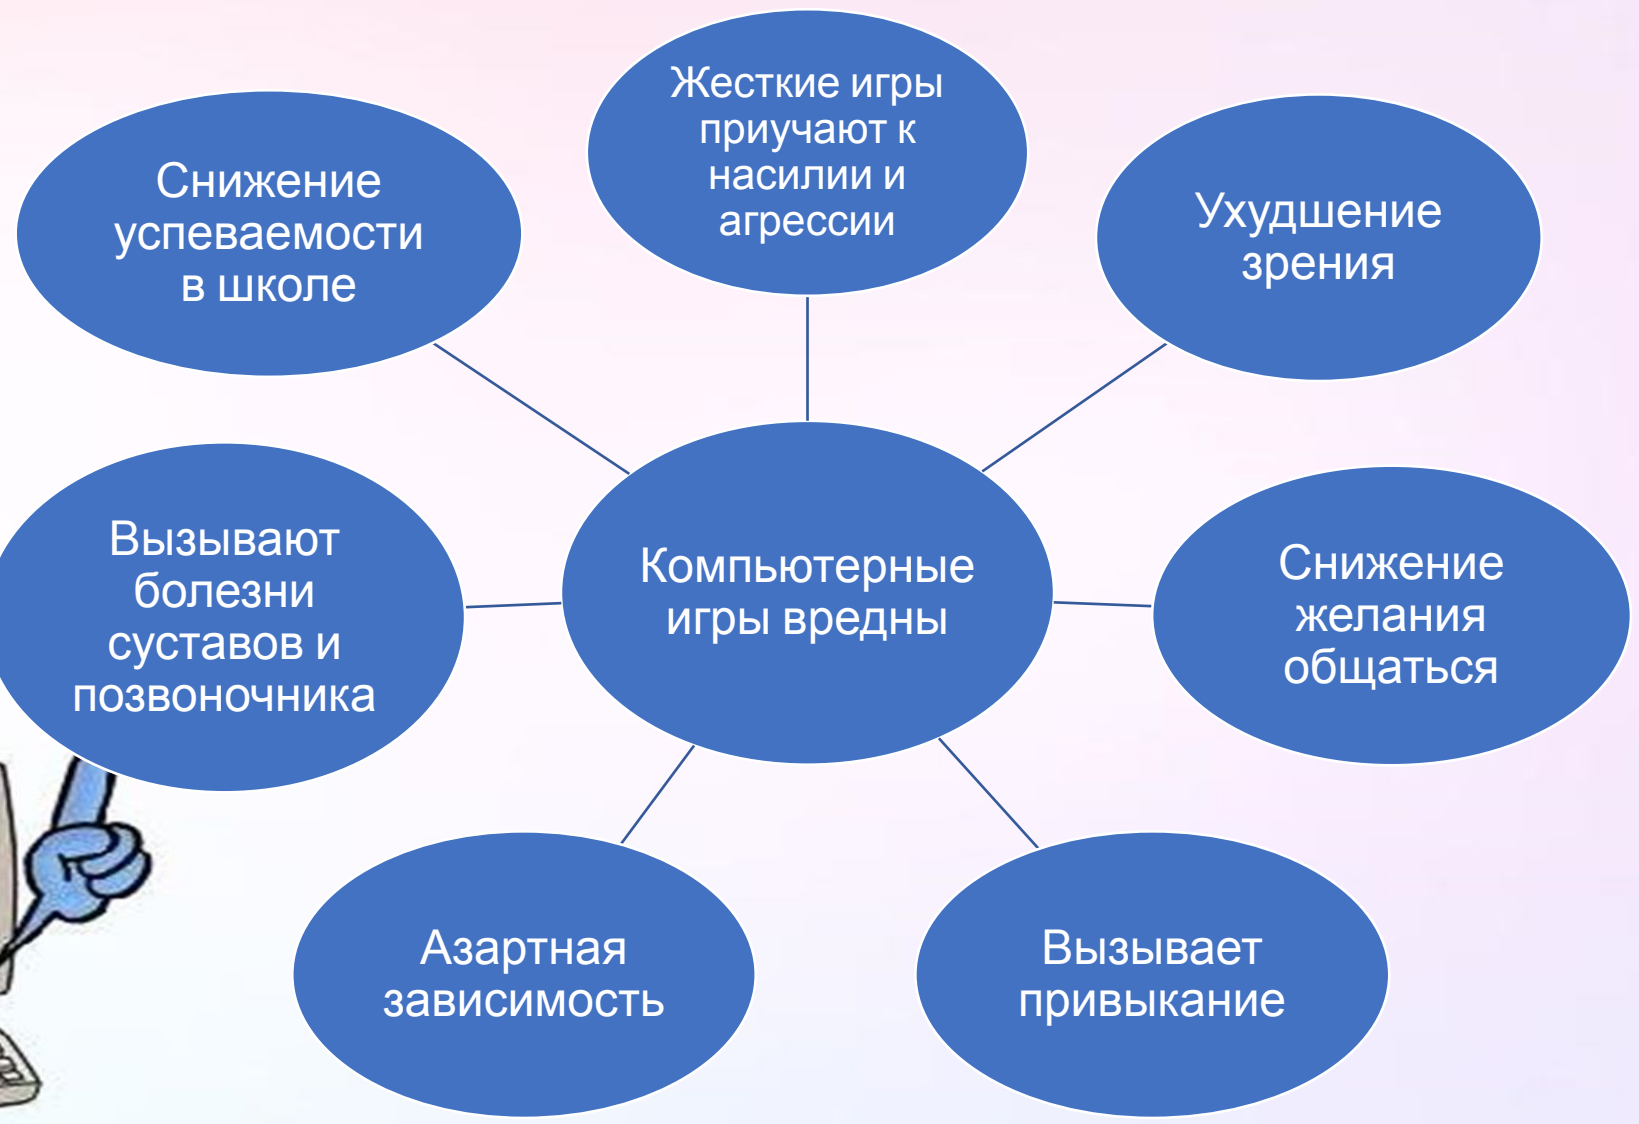 Жесткие игры
приучают к
насилии и
агрессии
Снижение
успеваемости
в школе
Ухудшение
зрения
Вызывают
болезни
суставов и
позвоночника
Компьютерные
игры вредны
Снижение
желания
общаться
Азартная
зависимость
Вызывает
привыкание